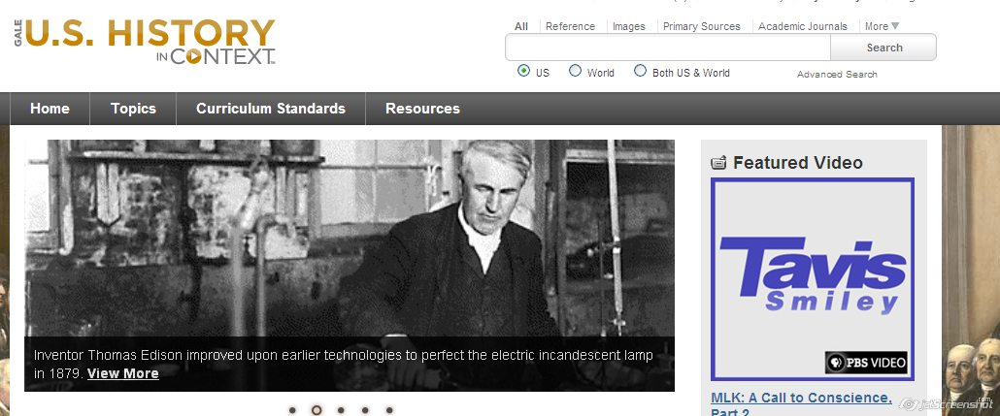 GALE
U.S. HISTORY
IN CONTEXT
All Reference Images Primary Sources Academic Journals More
Search
US World Both US & World Advanced Search
Home Topics Curriculum Standards Resources
Featured Video
Tavis
Smiley
PBS VIDEO
Inventor Thomas Edison improved upon earlier technologies to perfect the electric incandescent lamp
in 1879. View More
MLK: A Call to Conscience,
Part 2
jetScreenshot.com